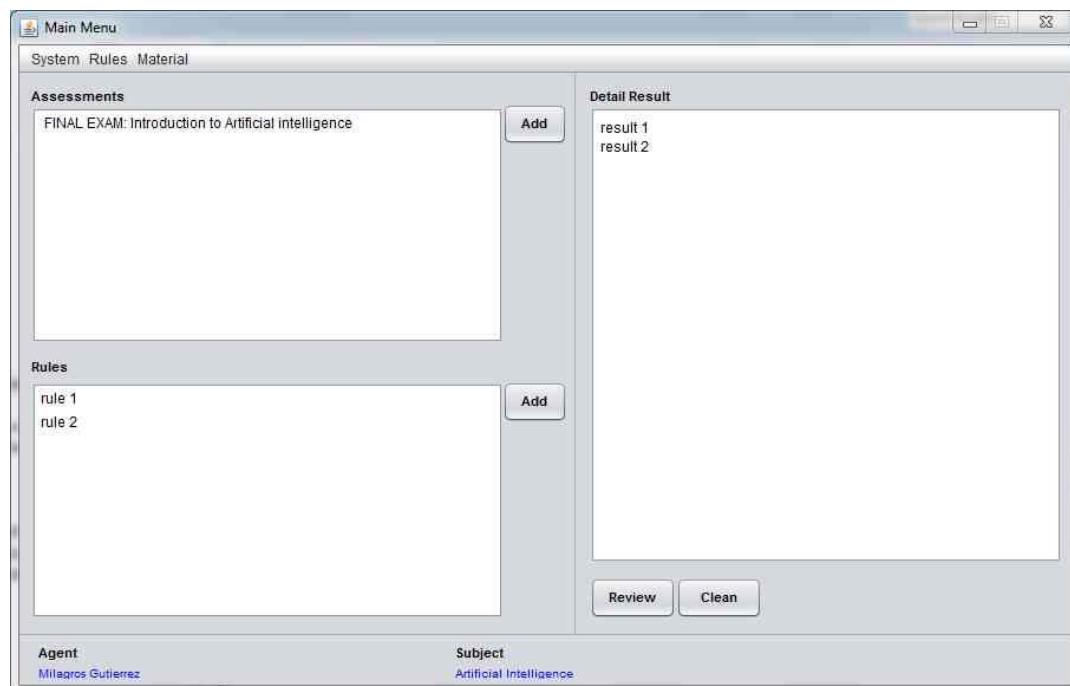 Main Menu
System Rules Material
Assessments
FINAL EXAM: Introduction to Artificial intelligence
Add
Rules
rule 1
rule 2
Add
Detail Result
result 1
result 2
Review Clean
Agent
Milagros Gutierrez
Subject
Artificial Intelligence